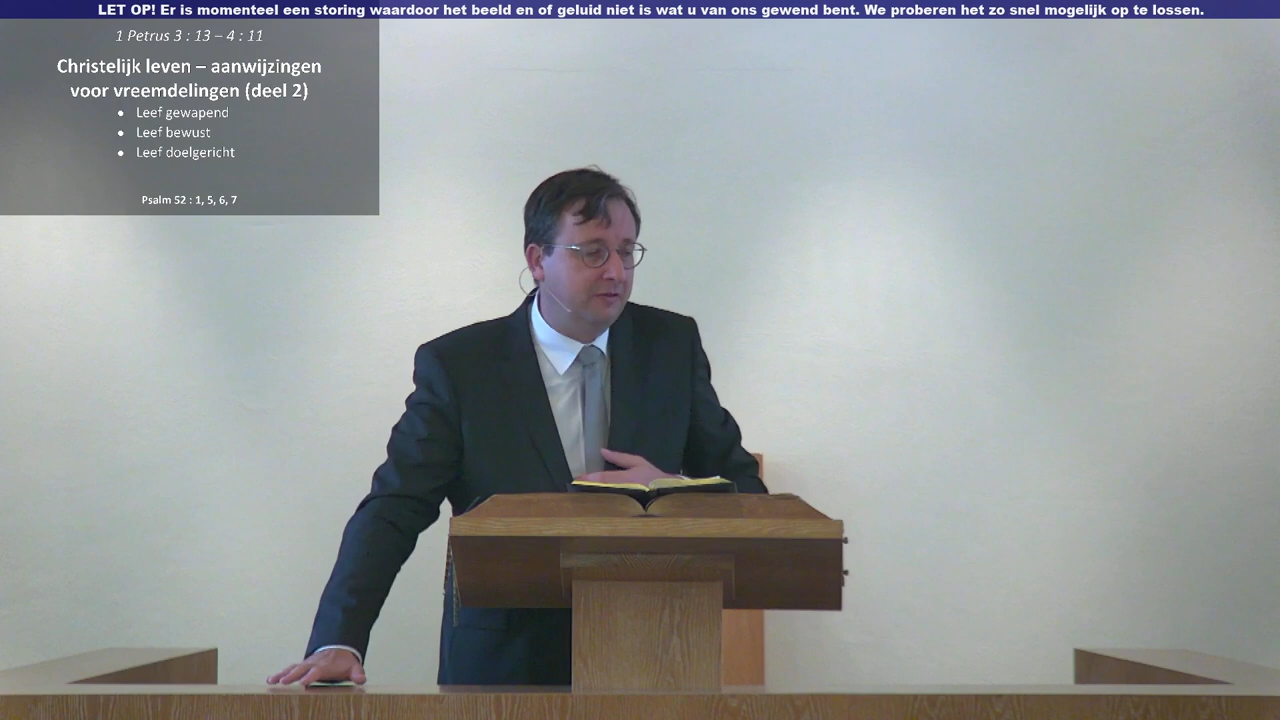 LET OP! Er is momenteel een storing waardoor het beeld en of geluid niet is wat u van ons gewend bent. We proberen het zo snel mogelijk op te lossen.
1 Petrus 3 : 13 – 4 : 11
Christelijk leven – aanwijzingen
voor vreemdelingen (deel 2)
• Leef gewapend
• Leef bewust
• Leef doelgericht
Psalm 52 : 1, 5, 6, 7